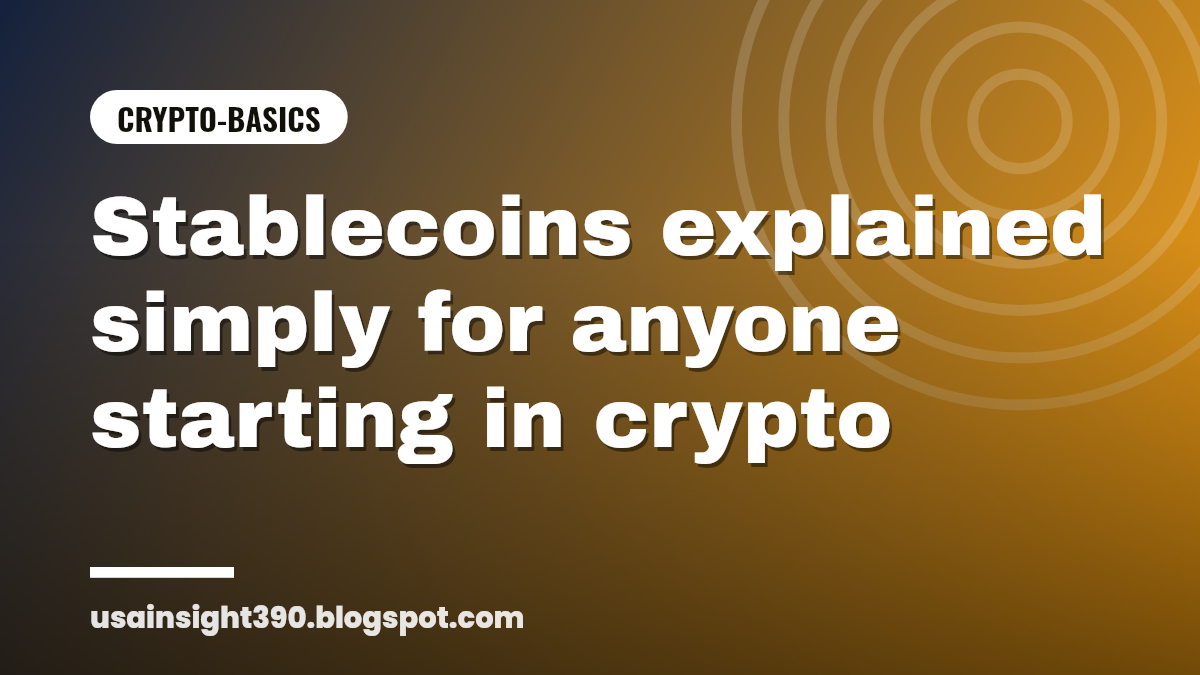 CRYPTO-BASICS
Stablecoins explained
simply for anyone
starting in crypto
usainsight390.blogspot.com